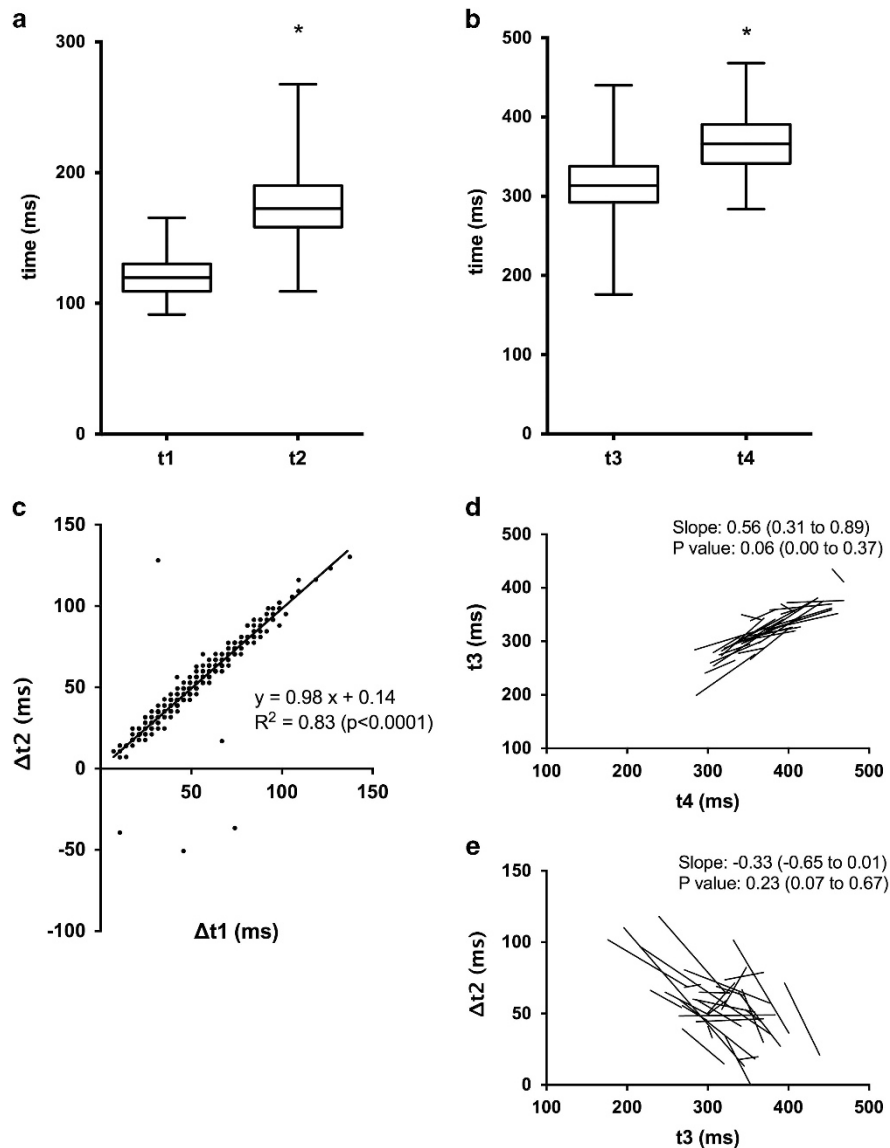 a
*
300
200
100
0
time (ms)
t1 t2
b
*
500
400
300
200
100
0
time (ms)
t3 t4
c
150
100
50
-50
-100
Δt2 (ms)
50 100 150
y = 0.98 x + 0.14
R² = 0.83 (p<0.0001)
Δt1 (ms)
d
Slope: 0.56 (0.31 to 0.89)
P value: 0.06 (0.00 to 0.37)
500
400
300
200
100
t3 (ms)
100 200 300 400 500
t4 (ms)
e
Slope: -0.33 (-0.65 to 0.01)
P value: 0.23 (0.07 to 0.67)
150
100
50
0
Δt2 (ms)
100 200 300 400 500
t3 (ms)